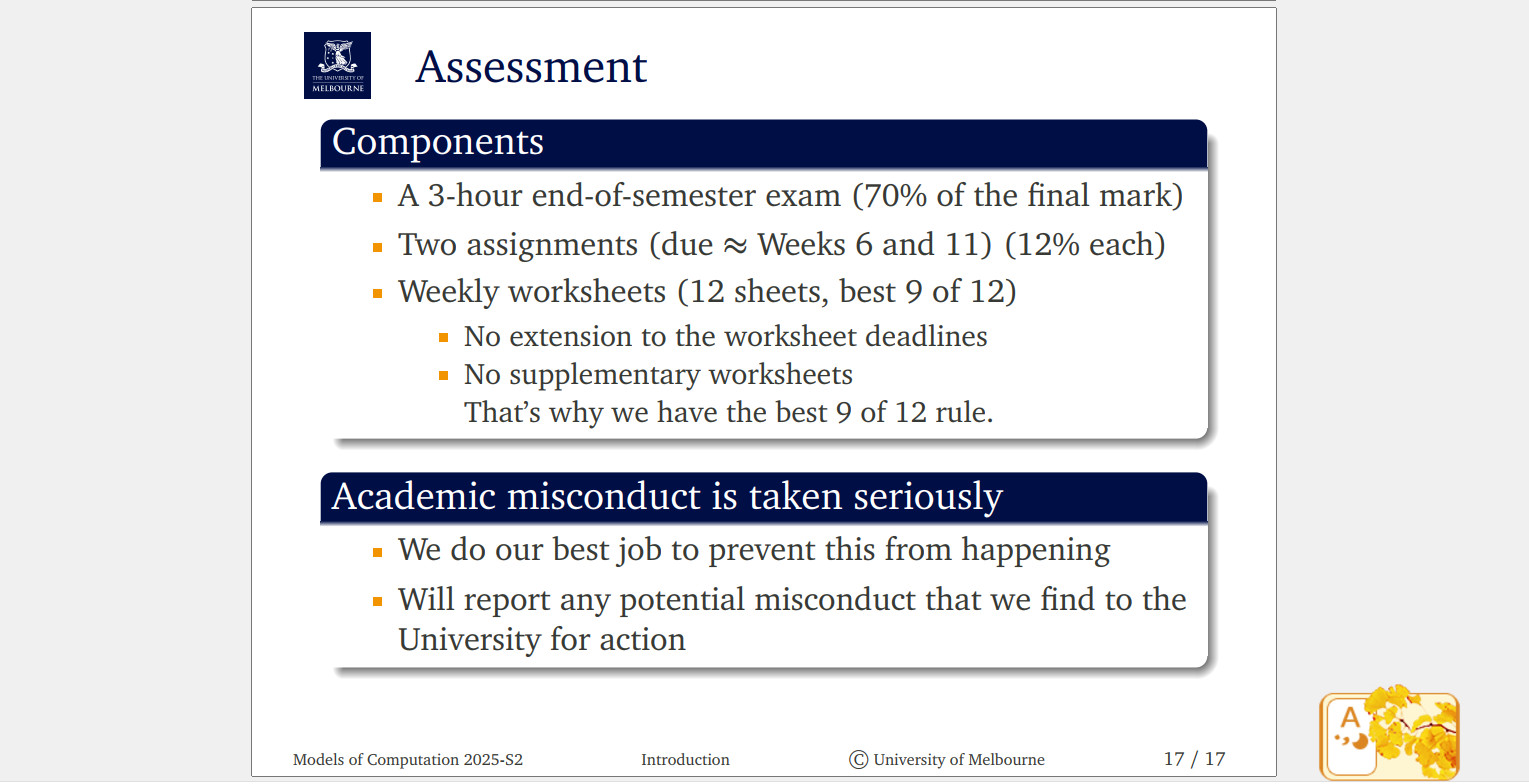 THE UNIVERSITY OF
MELBOURNE
Assessment
Components
A 3-hour end-of-semester exam (70% of the final mark)
Two assignments (due ≈ Weeks 6 and 11) (12% each)
Weekly worksheets (12 sheets, best 9 of 12)
No extension to the worksheet deadlines
No supplementary worksheets
That's why we have the best 9 of 12 rule.
Academic misconduct is taken seriously
We do our best job to prevent this from happening
Will report any potential misconduct that we find to the
University for action
Models of Computation 2025-S2 Introduction © University of Melbourne 17 / 17
A